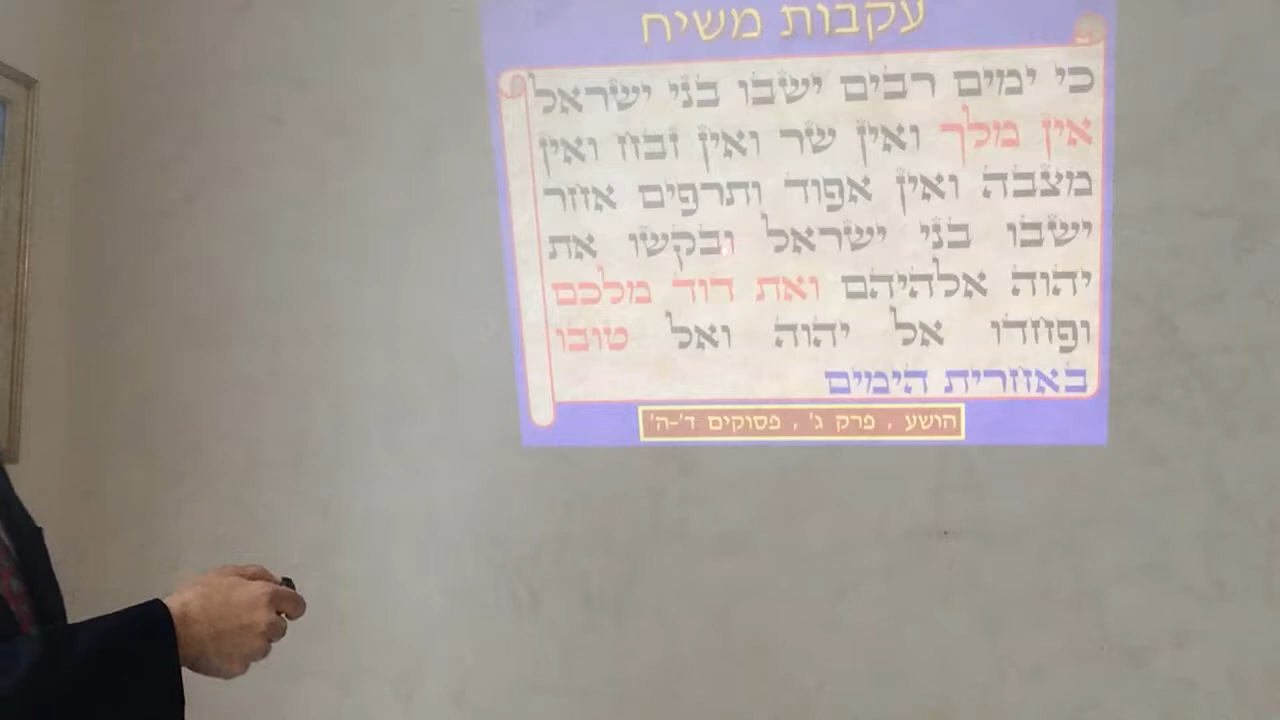 עקבות משיח
כי ימים רבים ישבו בני ישראל
אין מלך ואין שר ואין זבח ואין
מצבה ואין אפוד ותרפים אחר
ישבו בני ישראל ובקשו את
יהוה אלהיהם ואת דוד מלכם
ופחדו אל יהוה ואל טובו
באחרית הימים
הושע , פרק ג' , פסוקים ד'-ה'